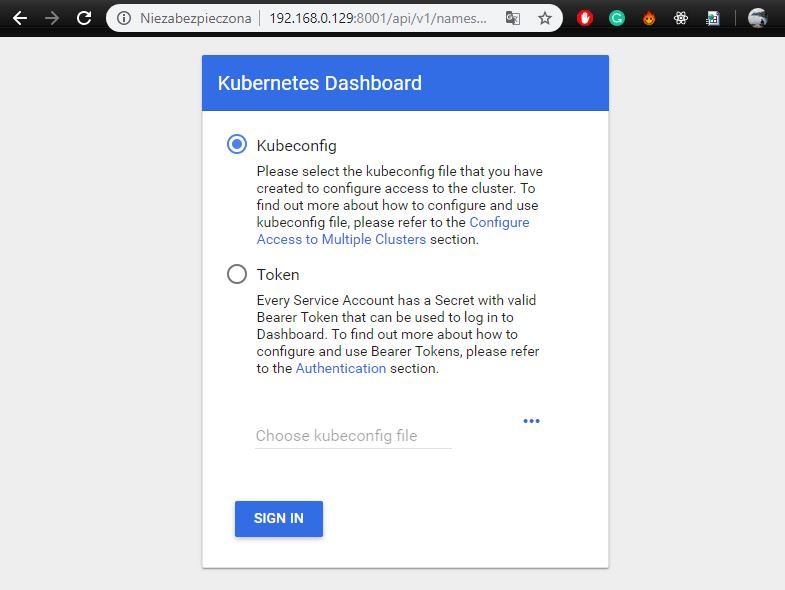 Niezabezpieczona 192.168.0.129:8001/api/v1/names...
Kubernetes Dashboard
Kubeconfig
Please select the kubeconfig file that you have
created to configure access to the cluster. To
find out more about how to configure and use
kubeconfig file, please refer to the Configure
Access to Multiple Clusters section.
Token
Every Service Account has a Secret with valid
Bearer Token that can be used to log in to
Dashboard. To find out more about how to
configure and use Bearer Tokens, please refer
to the Authentication section.
Choose kubeconfig file
SIGN IN